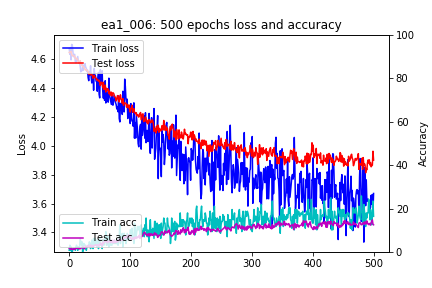 ea1_006: 500 epochs loss and accuracy
Train loss
Test loss
Train acc
Test acc
Loss
4.6
4.4
4.2
4.0
3.8
3.6
3.4
Accuracy
100
80
60
40
20
0
0 100 200 300 400 500